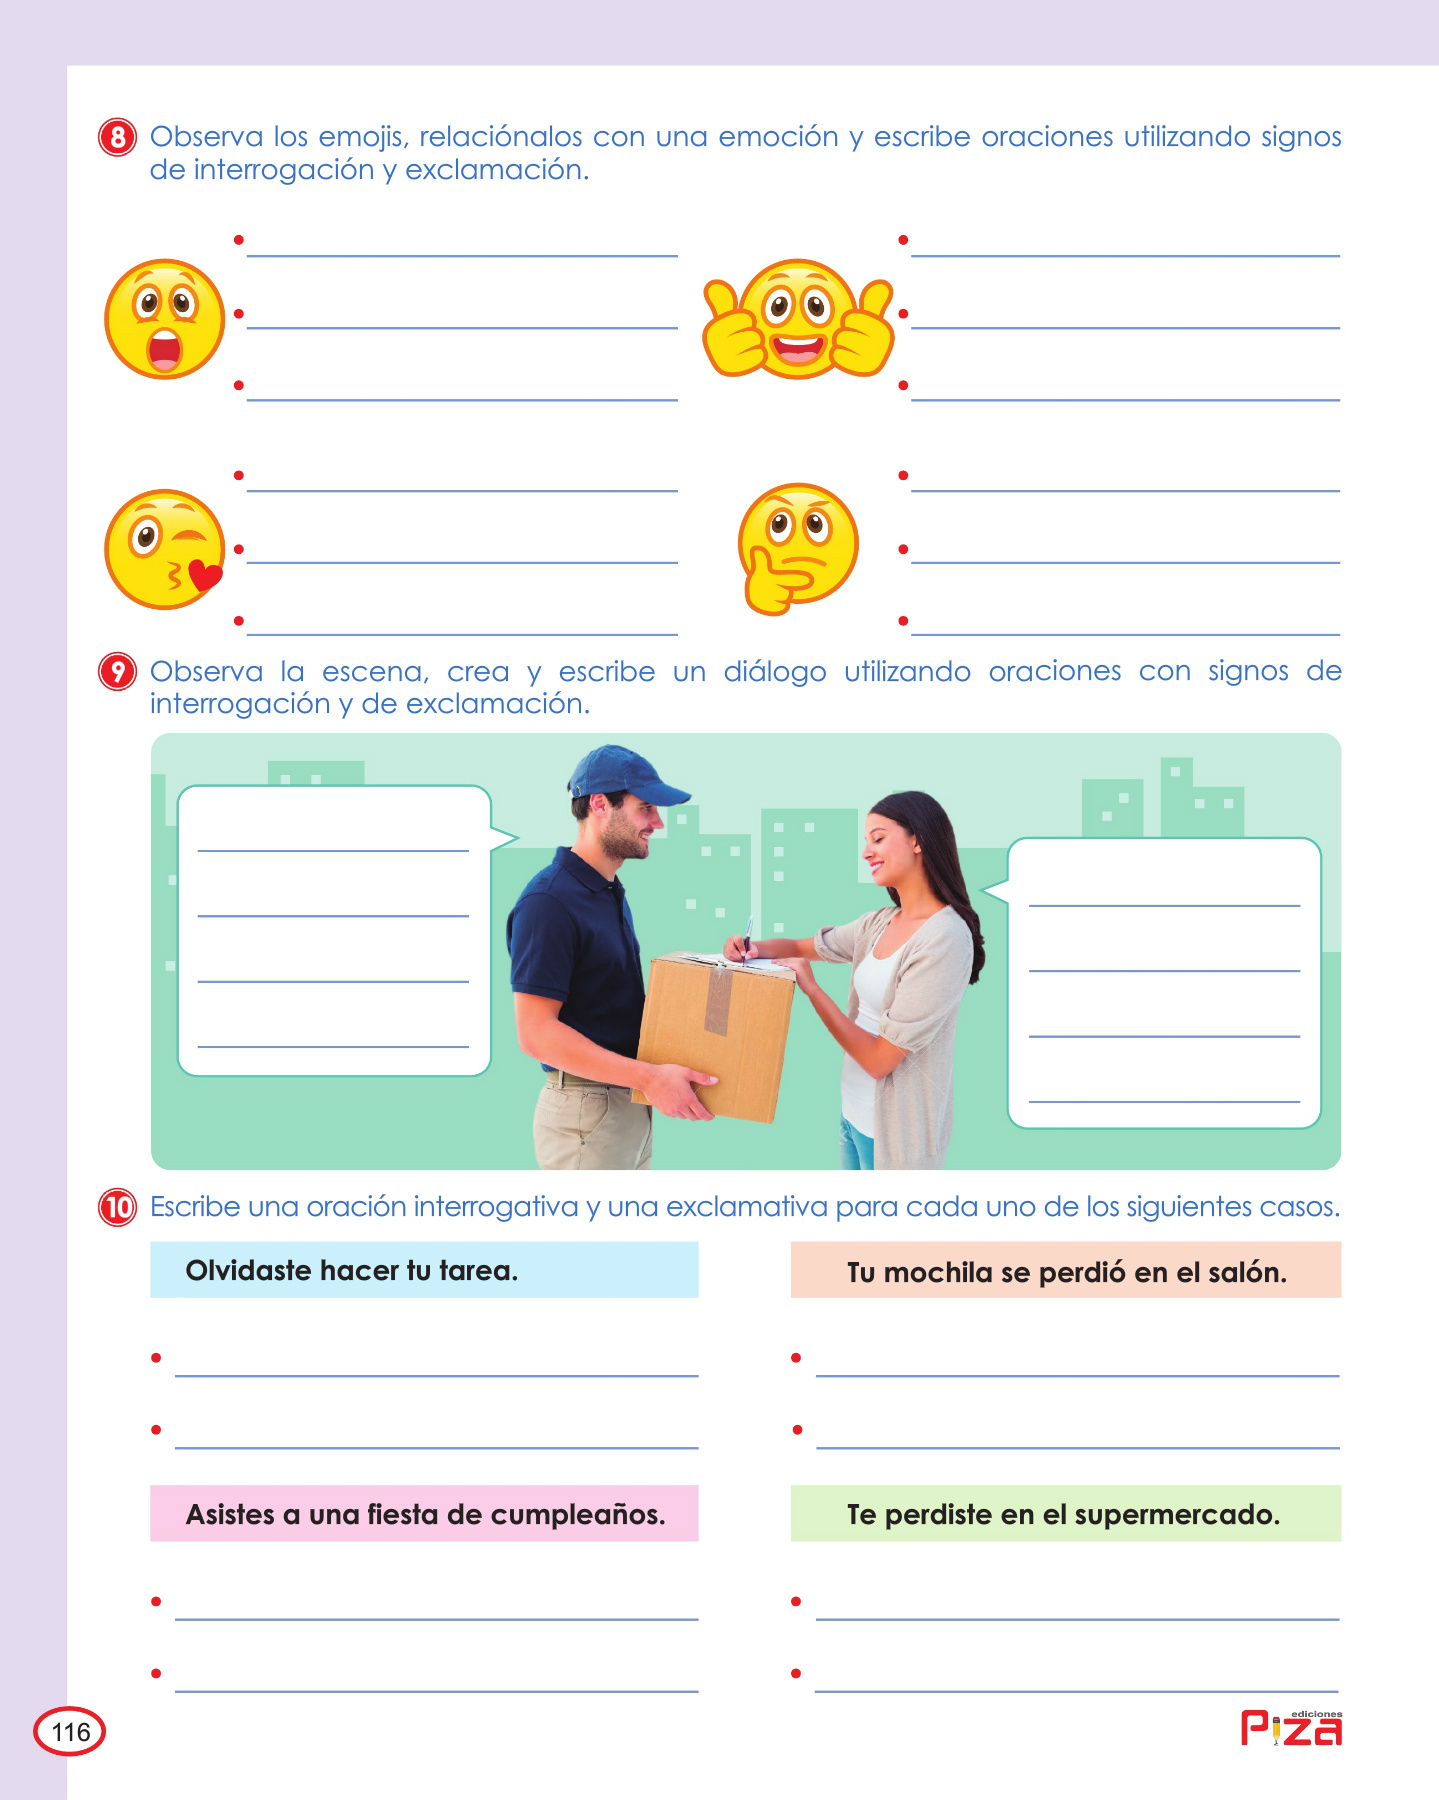 8 Observa los emojis, relaciónalos con una emoción y escribe oraciones utilizando signos
de interrogación y exclamación.
9 Observa la escena, crea y escribe un diálogo utilizando oraciones con signos de
interrogación y de exclamación.
10 Escribe una oración interrogativa y una exclamativa para cada uno de los siguientes casos.
Olvidaste hacer tu tarea.
Tu mochila se perdió en el salón.
Asistes a una fiesta de cumpleaños.
Te perdiste en el supermercado.
116
ediciones
Piza